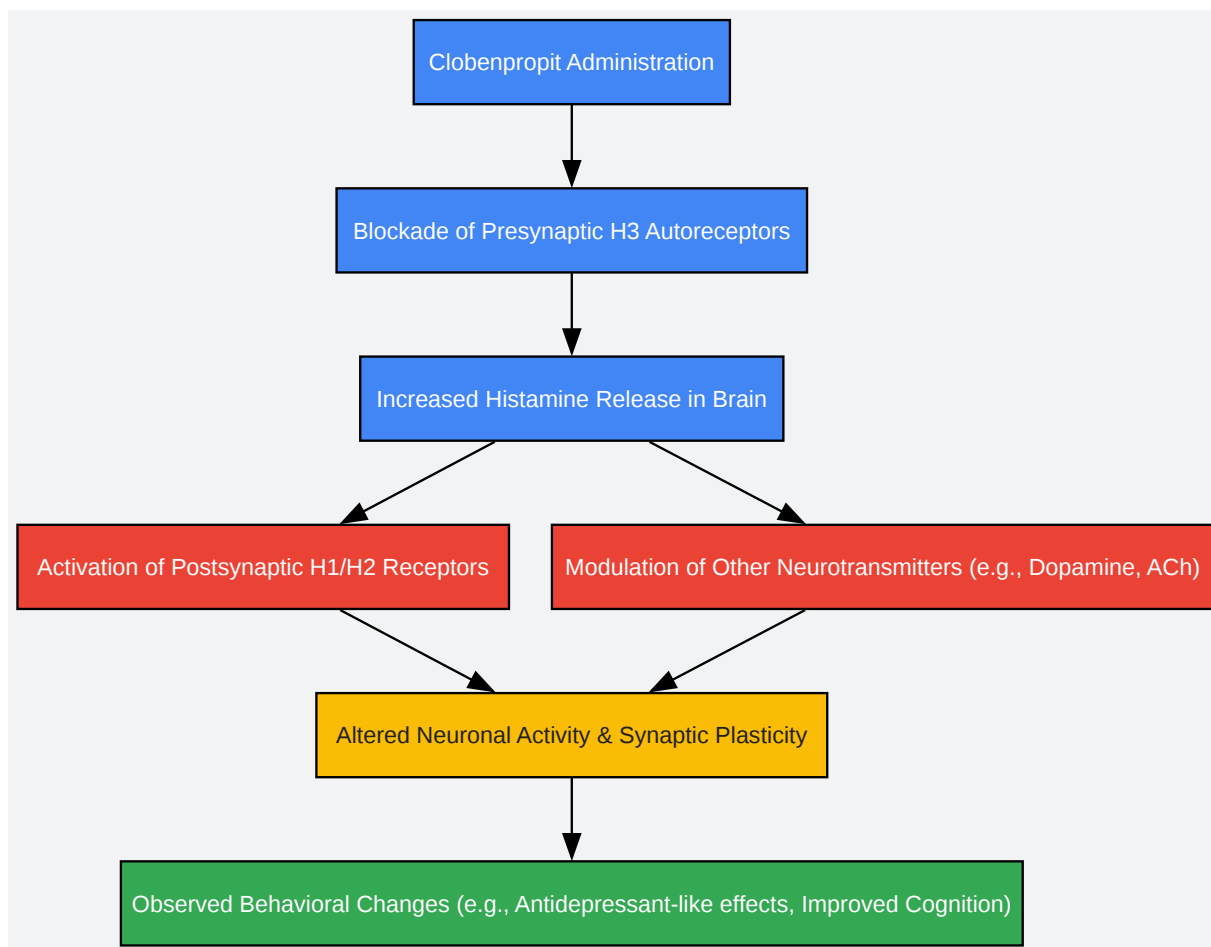 Clobenpropit Administration
Blockade of Presynaptic H3 Autoreceptors
Increased Histamine Release in Brain
Activation of Postsynaptic H1/H2 Receptors
Modulation of Other Neurotransmitters (e.g., Dopamine, ACh)
Altered Neuronal Activity & Synaptic Plasticity
Observed Behavioral Changes (e.g., Antidepressant-like effects, Improved Cognition)